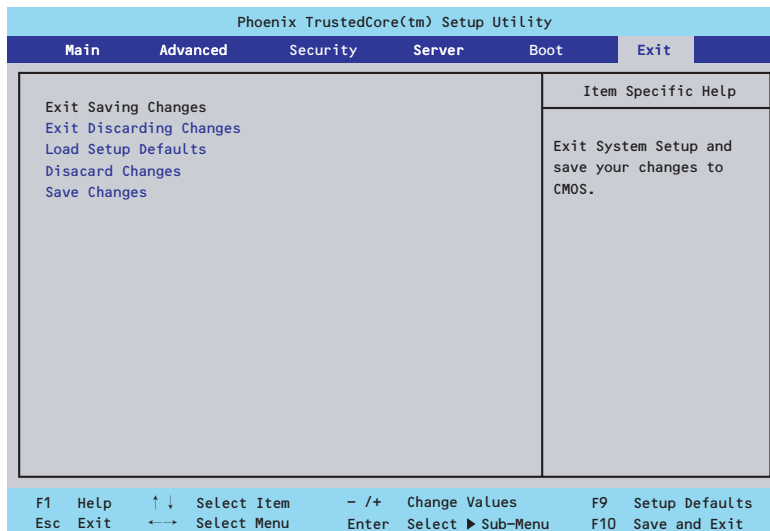 Phoenix TrustedCore(tm) Setup Utility
Main Advanced Security Server Boot Exit
Exit Saving Changes
Exit Discarding Changes
Load Setup Defaults
Disacard Changes
Save Changes
Item Specific Help
Exit System Setup and
save your changes to
CMOS.
F1 Help ↑↓ Select Item − /+ Change Values F9 Setup Defaults
Esc Exit ←→ Select Menu Enter Select ▶ Sub−Menu F10 Save and Exit